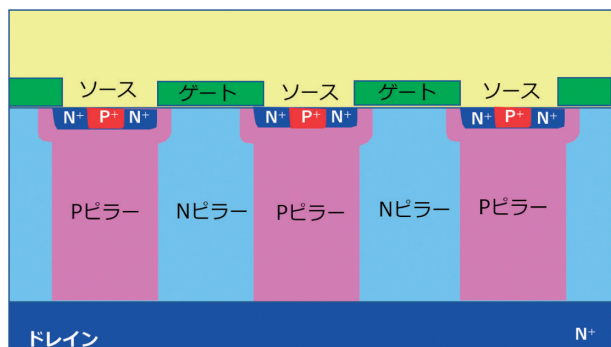 ソース ゲート ソース ゲート ソース
N+ P+ N+ N+ P+ N+ N+ P+ N+
Pピラー Nピラー Pピラー Nピラー Pピラー
ドレイン N+